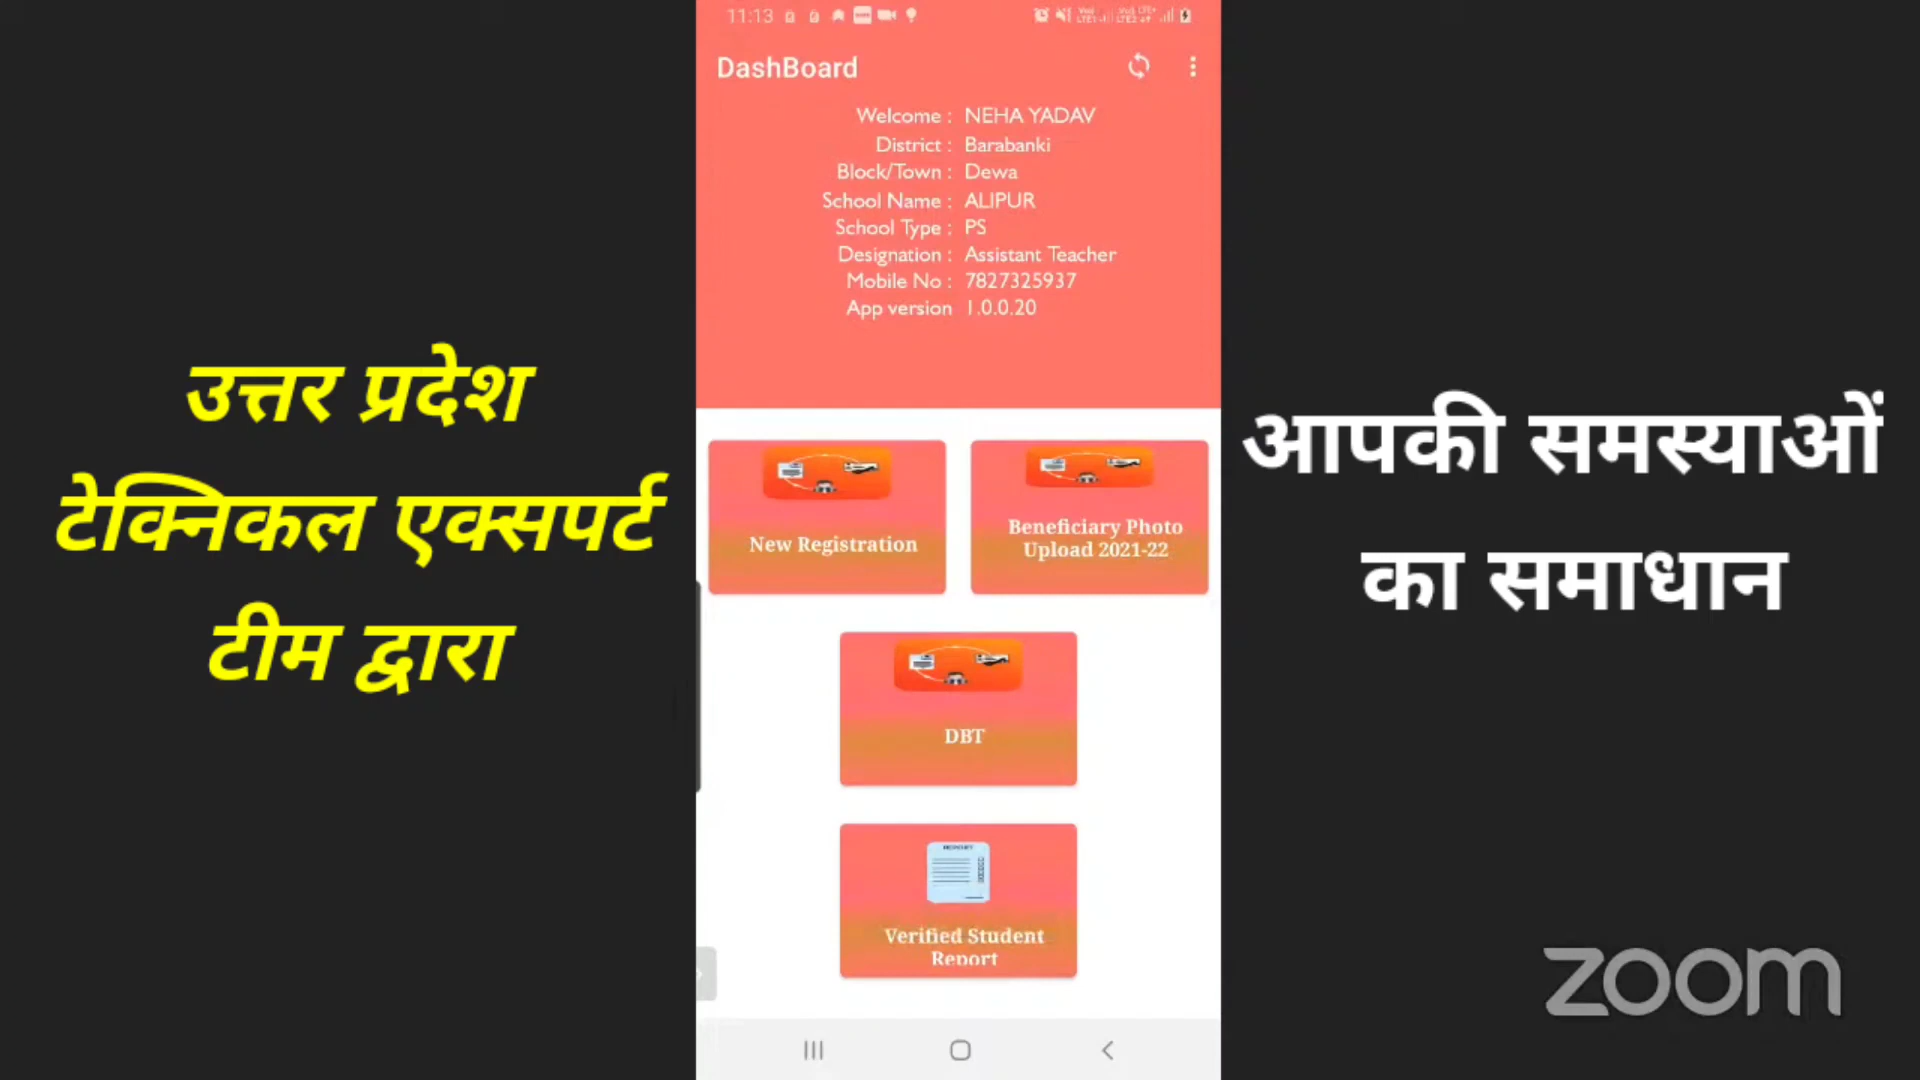 11:13
DashBoard
Welcome : NEHA YADAV
District : Barabanki
Block/Town : Dewa
School Name : ALIPUR
School Type : PS
Designation : Assistant Teacher
Mobile No : 7827325937
App version 1.0.0.20
New Registration
Beneficiary Photo
Upload 2021-22
DBT
Verified Student
Report
उत्तर प्रदेश
टेक्निकल एक्सपर्ट
टीम द्वारा
आपकी समस्याओं
का समाधान
zoom